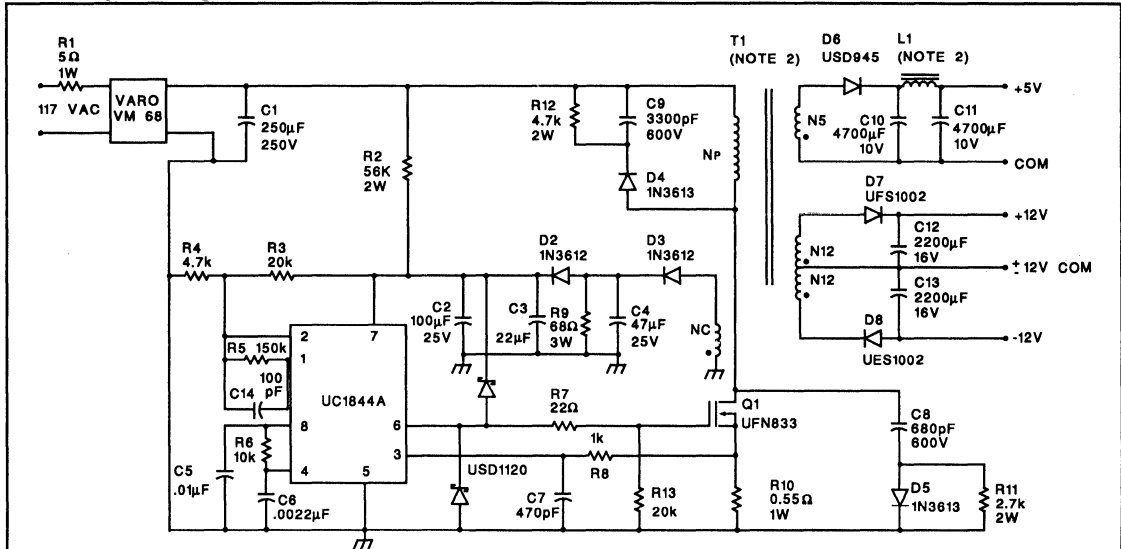 R1
5Ω
1W
117 VAC
VARO
VM 68
C1
250µF
250V
R2
56K
2W
R12
4.7k
2W
C9
3300pF
600V
D4
1N3613
NP
T1
(NOTE 2)
D6
USD945
L1
(NOTE 2)
+5V
N5
C10
4700µF
10V
C11
4700µF
10V
COM
D7
UFS1002
+12V
N12
C12
2200µF
16V
+
- 12V COM
N12
C13
2200µF
16V
D8
UES1002
-12V
R4
4.7k
R3
20k
D2
1N3612
D3
1N3612
C2
100µF
25V
C3
22µF
R9
68Ω
3W
C4
47µF
25V
NC
R5 150k
100
pF
C14
2
1
7
UC1844A
8
6
4
5
3
R6
10k
C5
.01µF
C6
.0022µF
USD1120
R7
22Ω
1k
R8
C7
470pF
R13
20k
Q1
UFN833
R10
0.55Ω
1W
C8
680pF
600V
D5
1N3613
R11
2.7k
2W